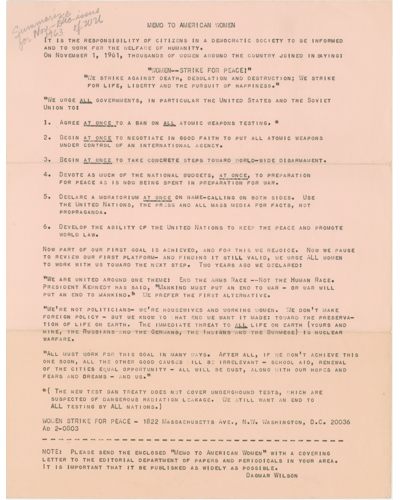 Summarized
for Nov-Dec issue
1963
MEMO TO AMERICAN WOMEN
IT IS THE RESPONSIBILITY OF CITIZENS IN A DEMOCRATIC SOCIETY TO BE INFORMED
AND TO WORK FOR THE WELFARE OF HUMANITY.
ON NOVEMBER 1, 1961, THOUSANDS OF WOMEN AROUND THE COUNTRY JOINED IN SAYING:
"WOMEN--STRIKE FOR PEACE!"
"WE STRIKE AGAINST DEATH, DESOLATION AND DESTRUCTION; WE STRIKE
FOR LIFE, LIBERTY AND THE PURSUIT OF HAPPINESS."
"WE URGE ALL GOVERNMENTS, IN PARTICULAR THE UNITED STATES AND THE SOVIET
UNION TO:
1. AGREE AT ONCE TO A BAN ON ALL ATOMIC WEAPONS TESTING. *
2. BEGIN AT ONCE TO NEGOTIATE IN GOOD FAITH TO PUT ALL ATOMIC WEAPONS
UNDER CONTROL OF AN INTERNATIONAL AGENCY.
3. BEGIN AT ONCE TO TAKE CONCRETE STEPS TOWARD WORLD-WIDE DISARMAMENT.
4. DEVOTE AS MUCH OF THE NATIONAL BUDGETS, AT ONCE, TO PREPARATION
FOR PEACE AS IS NOW BEING SPENT IN PREPARATION FOR WAR.
5. DECLARE A MORATORIUM AT ONCE ON NAME-CALLING ON BOTH SIDES. USE
THE UNITED NATIONS, THE PRESS AND ALL MASS MEDIA FOR FACTS, NOT
PROPAGANDA.
6. DEVELOP THE ABILITY OF THE UNITED NATIONS TO KEEP THE PEACE AND PROMOTE
WORLD LAW.
NOW PART OF OUR FIRST GOAL IS ACHIEVED, AND FOR THIS WE REJOICE. NOW WE PAUSE
TO REVIEW OUR FIRST PLATFORM- AND FINDING IT STILL VALID, WE URGE ALL WOMEN
TO WORK WITH US TOWARD THE NEXT STEP. TWO YEARS AGO WE DECLARED:
"WE ARE UNITED AROUND ONE THEME: END THE ARMS RACE --NOT THE HUMAN RACE.
PRESIDENT KENNEDY HAS SAID, "MANKIND MUST PUT AN END TO WAR - OR WAR WILL
PUT AN END TO MANKIND." WE PREFER THE FIRST ALTERNATIVE.
"WE'RE NOT POLITICIANS- WE'RE HOUSEWIVES AND WORKING WOMEN. WE DON'T MAKE
FOREIGN POLICY - BUT WE KNOW TO WHAT END WE WANT IT MADE: TOWARD THE PRESERVA-
TION OF LIFE ON EARTH. THE IMMEDIATE THREAT TO ALL LIFE ON EARTH (YOURS AND
MINE, THE RUSSIANS AND THE GERMANS, THE INDIANS AND THE BURMESE) IS NUCLEAR
WARFARE.
"ALL MUST WORK FOR THIS GOAL IN MANY WAYS. AFTER ALL, IF WE DON'T ACHIEVE THIS
ONE SOON, ALL THE OTHER GOOD CAUSES WILL BE IRRELEVANT - SCHOOL AID, RENEWAL
OF THE CITIES EQUAL OPPORTUNITY - ALL WILL BE DUST, ALONG WITH OUR HOPES AND
FEARS AND DREAMS - AND US."
*( THE NEW TEST BAN TREATY DOES NOT COVER UNDERGROUND TESTS, WHICH ARE
SUSPECTED OF DANGEROUS RADIATION LEAKAGE. WE STILL WANT AN END TO
ALL TESTING BY ALL NATIONS.)
WOMEN STRIKE FOR PEACE - 1822 MASSACHUSETTS AVE., N.W. WASHINGTON, D.C. 20036
AD 2-0803
NOTE: PLEASE SEND THE ENCLOSED "MEMO TO AMERICAN WOMEN" WITH A COVERING
LETTER TO THE EDITORIAL DEPARTMENT OF PAPERS AND PERIODICALS IN YOUR AREA.
IT IS IMPORTANT THAT IT BE PUBLISHED AS WIDELY AS POSSIBLE.
DAGMAR WILSON